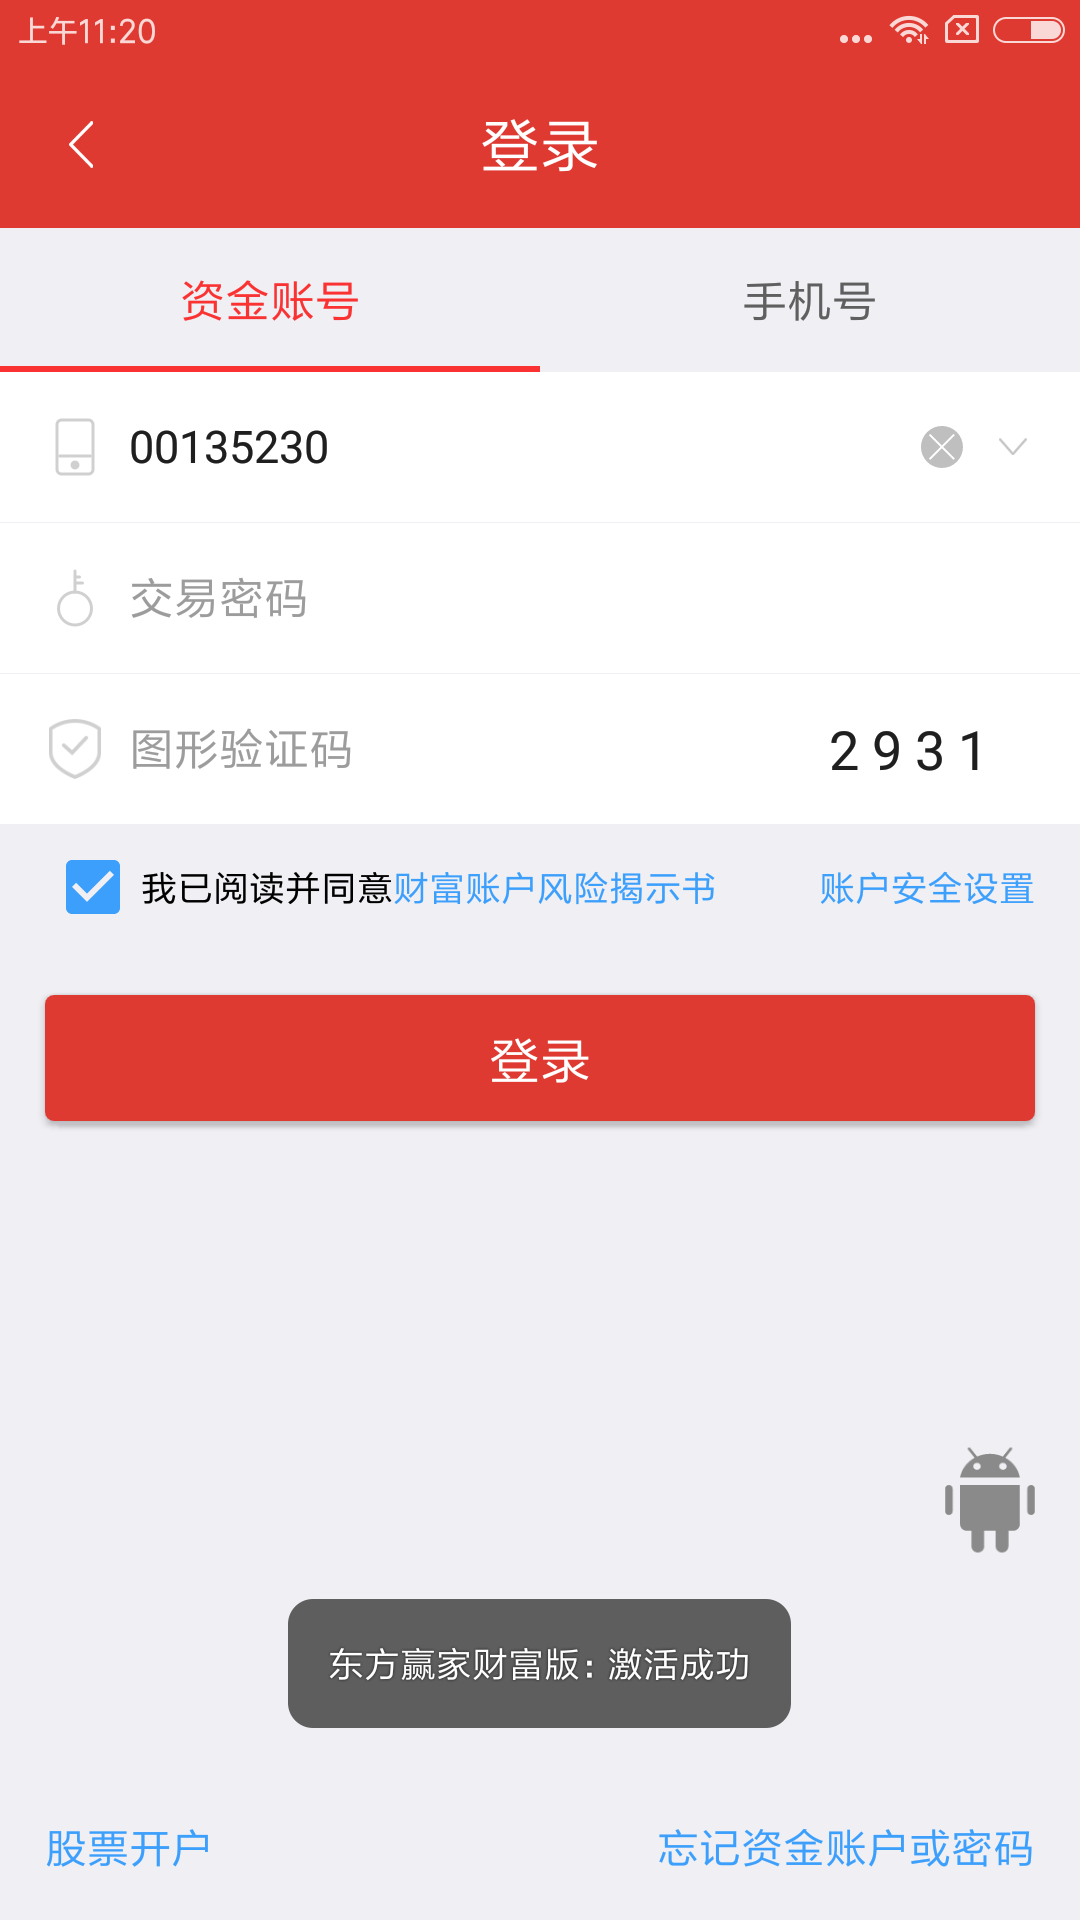 上午11:20
登录
资金账号 手机号
00135230
交易密码
图形验证码 2931
我已阅读并同意财富账户风险揭示书 账户安全设置
登录
东方赢家财富版：激活成功
股票开户 忘记资金账户或密码